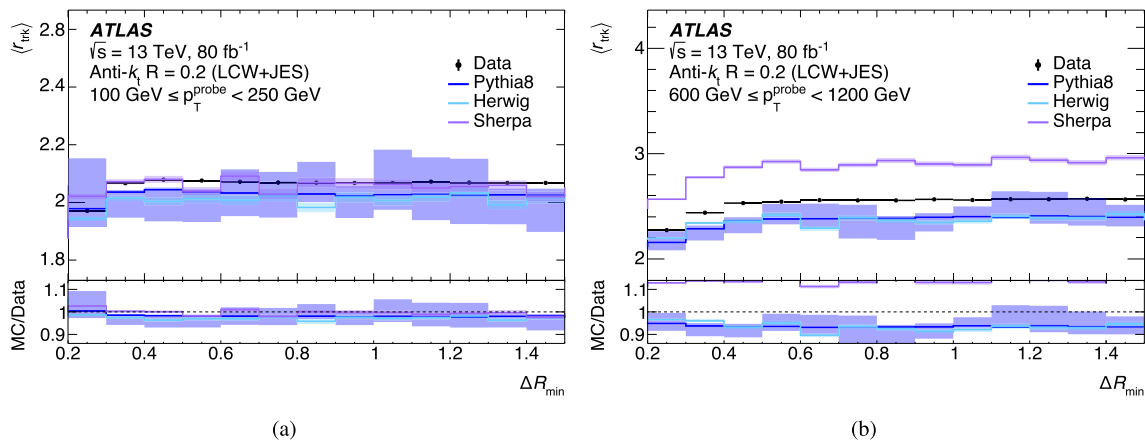 ⟨r_trk⟩
2.8
2.6
2.4
2.2
2
1.8
ATLAS
√s = 13 TeV, 80 fb⁻¹
Anti-k_t R = 0.2 (LCW+JES)
100 GeV ≤ p_T^probe < 250 GeV
Data
Pythia8
Herwig
Sherpa
MC/Data
1.1
1
0.9
0.2 0.4 0.6 0.8 1 1.2 1.4
ΔR_min
(a)
⟨r_trk⟩
4
3
2
ATLAS
√s = 13 TeV, 80 fb⁻¹
Anti-k_t R = 0.2 (LCW+JES)
600 GeV ≤ p_T^probe < 1200 GeV
Data
Pythia8
Herwig
Sherpa
MC/Data
1.1
1
0.9
0.2 0.4 0.6 0.8 1 1.2 1.4
ΔR_min
(b)